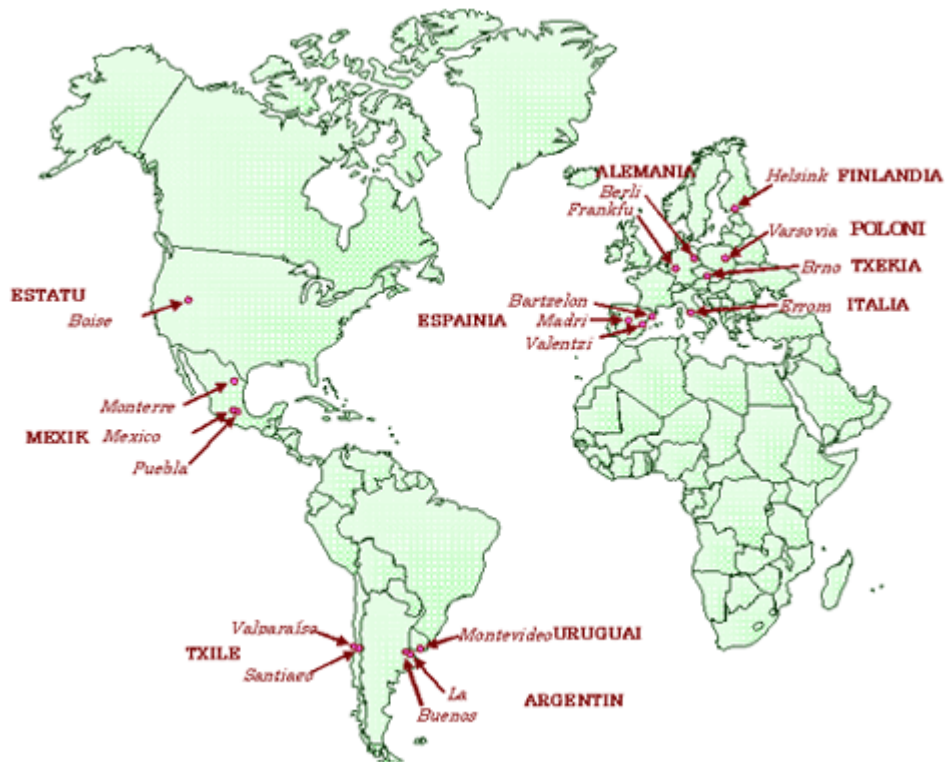 ALEMANIA
Helsink FINLANDIA
Berli
Frankfu
Varsovia POLONI
Brno TXEKIA
ESTATU
Boise
Bartzelon
Errom ITALIA
ESPAINIA Madri
Valentzi
Monterre
MEXIK Mexico
Puebla
Valparaíso
Montevideo URUGUAI
TXILE
Santiago
La
ARGENTIN
Buenos